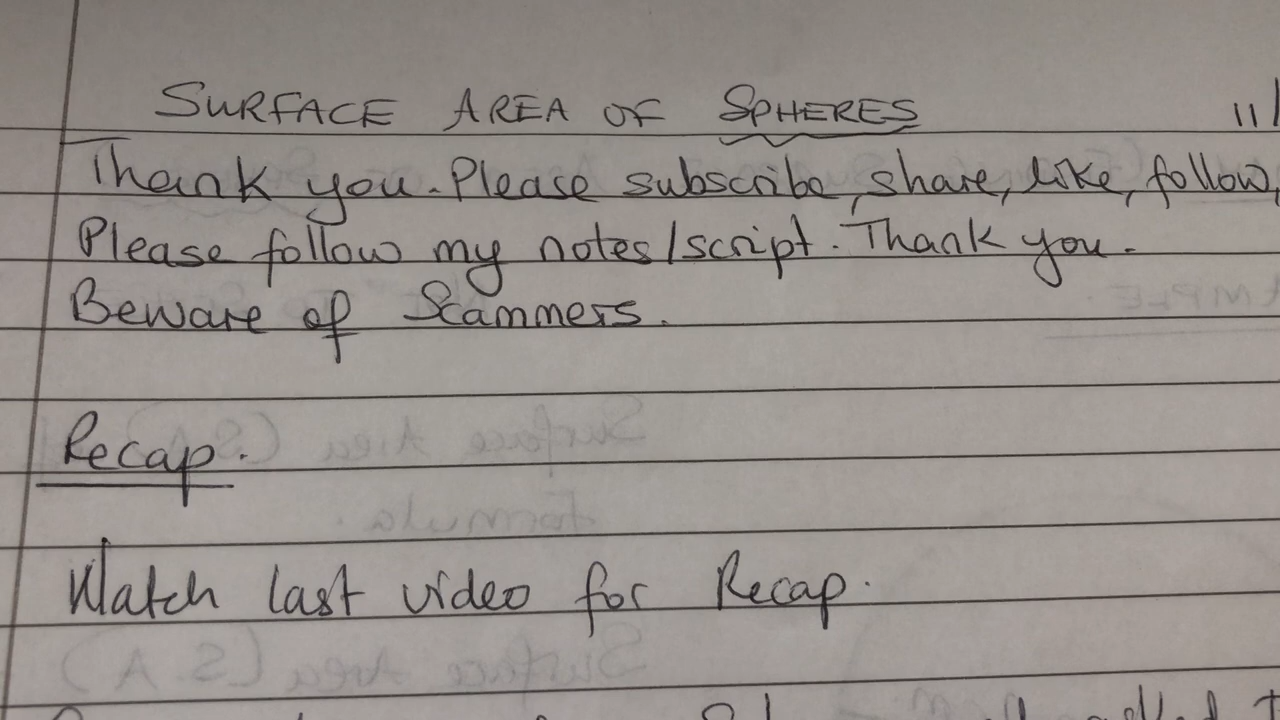 SURFACE AREA OF SPHERES 11/
Thank you. Please subscribe, share, like, follow,
Please follow my notes/script. Thank you.
Beware of Scammers.
Recap.
Watch last video for Recap.